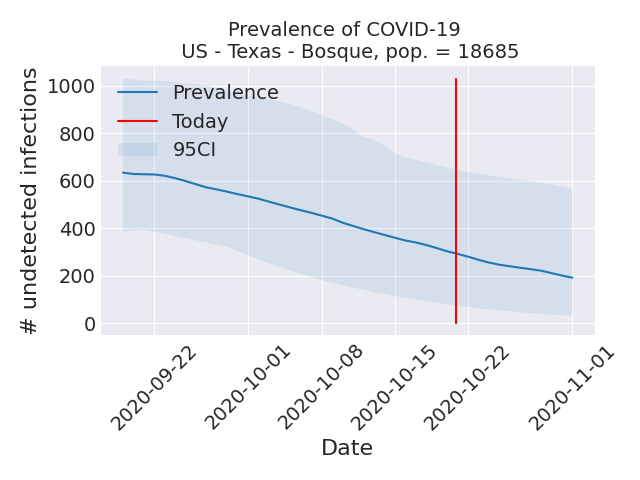 Prevalence of COVID-19
US - Texas - Bosque, pop. = 18685
# undetected infections
1000
800
600
400
200
0
Prevalence
Today
95CI
2020-09-22
2020-10-01
2020-10-08
2020-10-15
2020-10-22
2020-11-01
Date